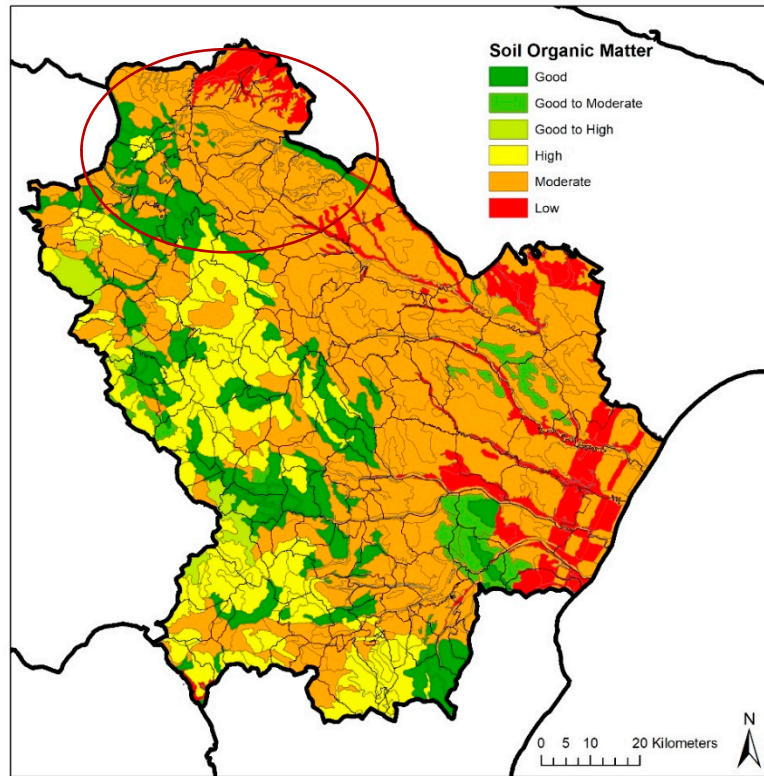 Soil Organic Matter
Good
Good to Moderate
Good to High
High
Moderate
Low
N
0 5 10 20 Kilometers